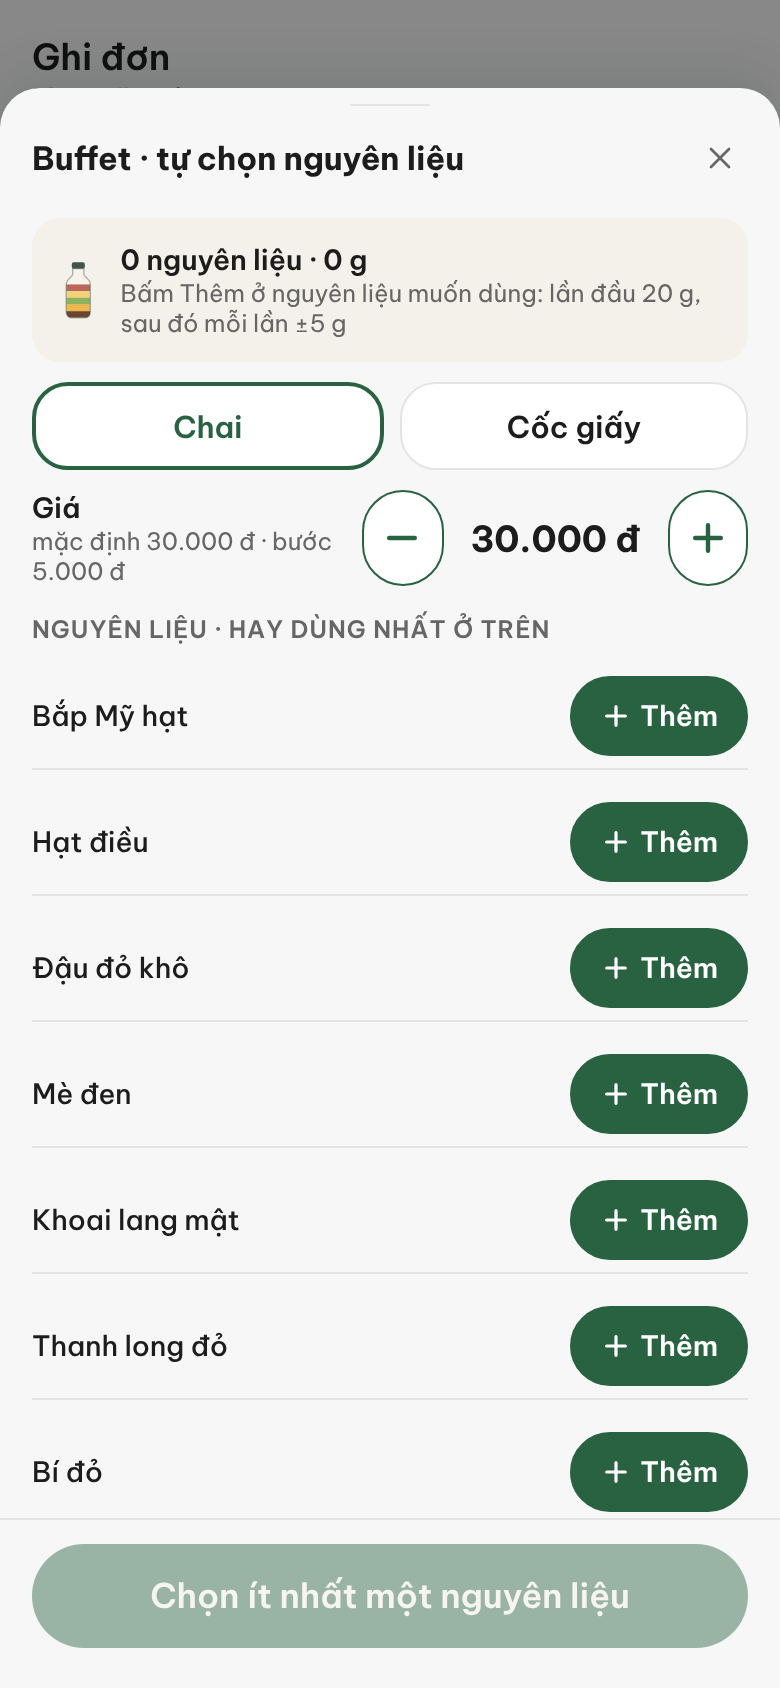 Ghi đơn
Buffet · tự chọn nguyên liệu
0 nguyên liệu · 0 g
Bấm Thêm ở nguyên liệu muốn dùng: lần đầu 20 g,
sau đó mỗi lần ±5 g
Chai
Cốc giấy
Giá
mặc định 30.000 đ · bước
5.000 đ
30.000 đ
NGUYÊN LIỆU · HAY DÙNG NHẤT Ở TRÊN
Bắp Mỹ hạt
+ Thêm
Hạt điều
+ Thêm
Đậu đỏ khô
+ Thêm
Mè đen
+ Thêm
Khoai lang mật
+ Thêm
Thanh long đỏ
+ Thêm
Bí đỏ
+ Thêm
Chọn ít nhất một nguyên liệu